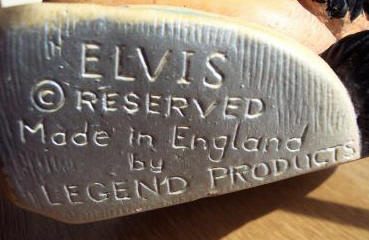 ELVIS
© RESERVED
Made in England
by
LEGEND PRODUCTS